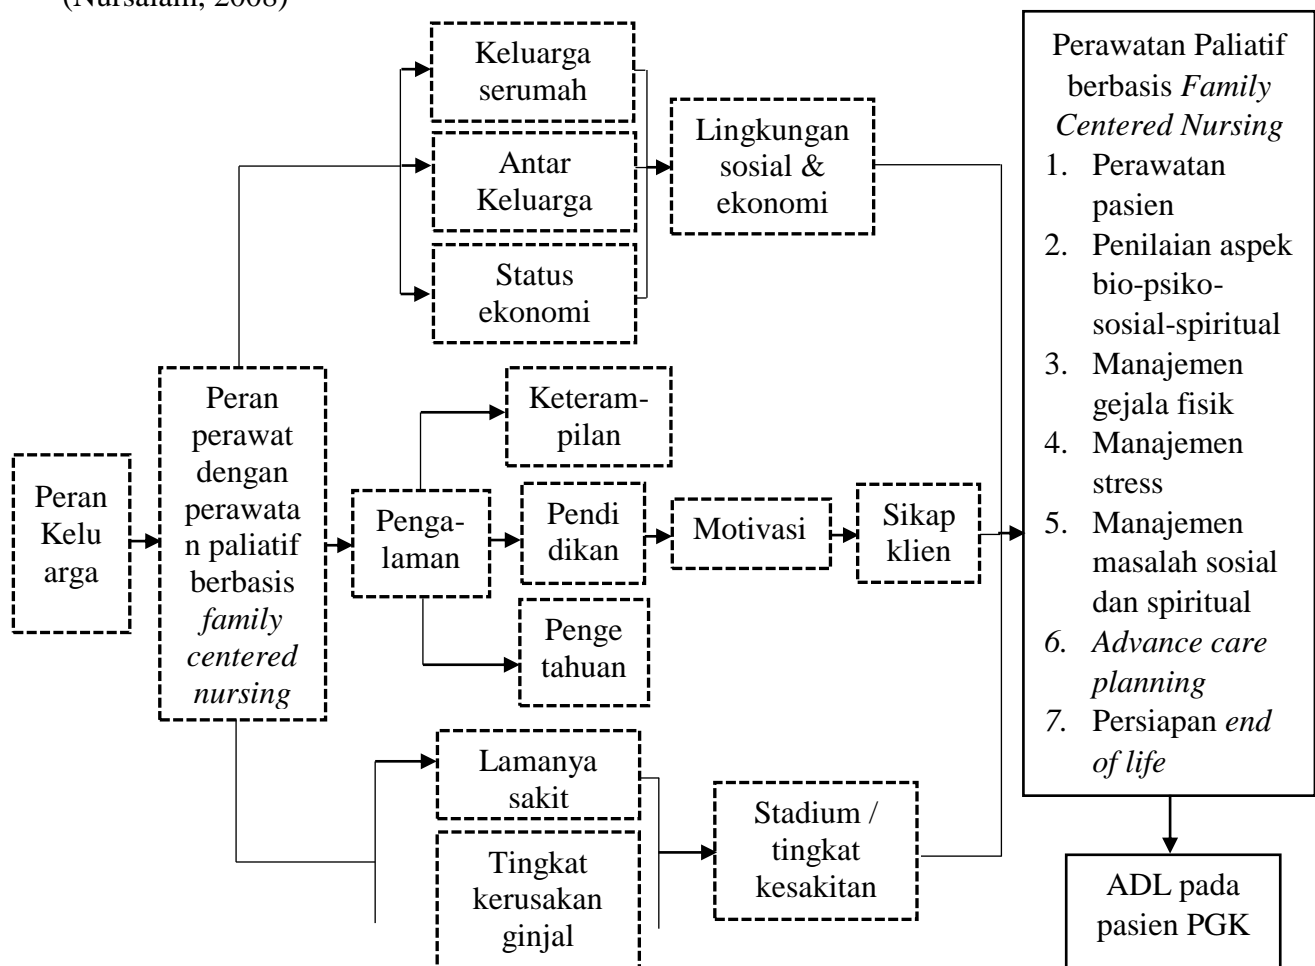 (Nursalam, 2008)
Keluarga
serumah
Antar
Keluarga
Status
ekonomi
Lingkungan
sosial &
ekonomi
Peran
Kelu
arga
Peran
perawat
dengan
perawata
n paliatif
berbasis
family
centered
nursing
Penga-
laman
Keteram-
pilan
Pendi
dikan
Penge
tahuan
Motivasi
Sikap
klien
Lamanya
sakit
Tingkat
kerusakan
ginjal
Stadium /
tingkat
kesakitan
Perawatan Paliatif
berbasis Family
Centered Nursing
1. Perawatan
pasien
2. Penilaian aspek
bio-psiko-
sosial-spiritual
3. Manajemen
gejala fisik
4. Manajemen
stress
5. Manajemen
masalah sosial
dan spiritual
6. Advance care
planning
7. Persiapan end
of life
ADL pada
pasien PGK